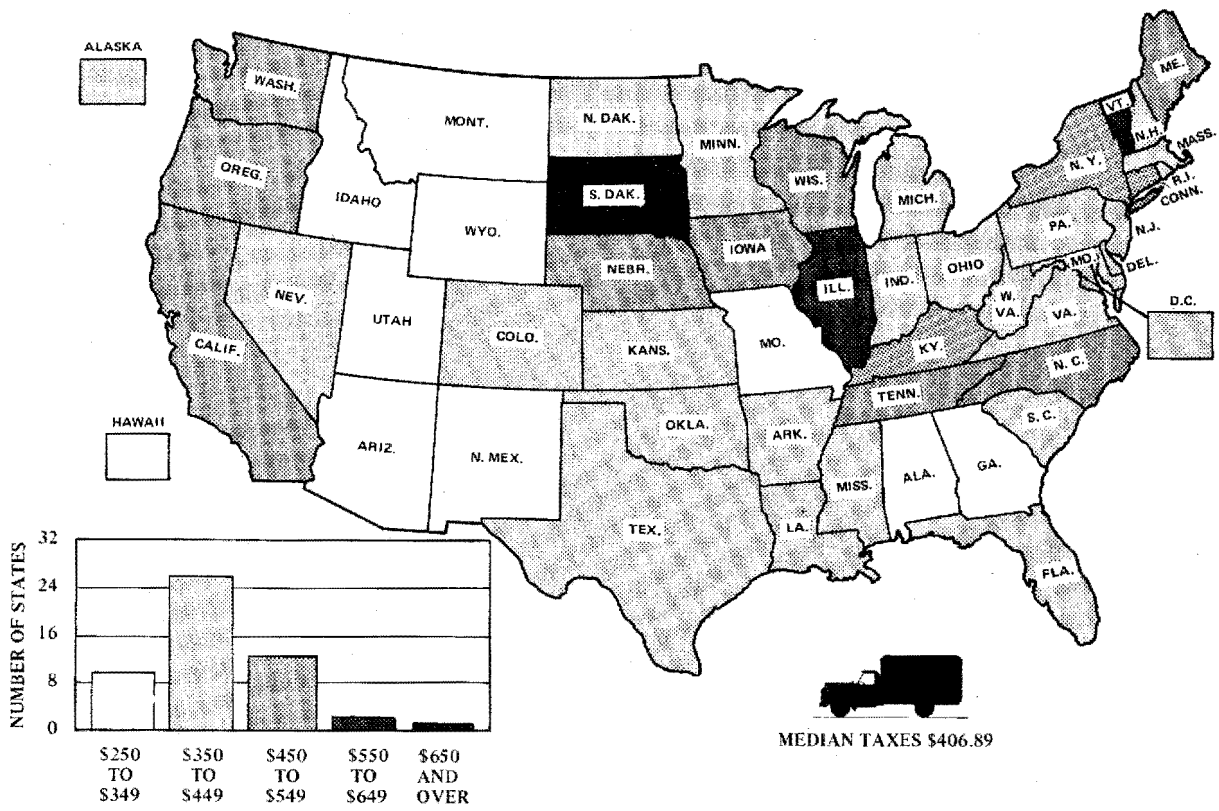 ALASKA
WASH.
MONT.
N. DAK.
MINN.
ME.
VT.
N.H.
MASS.
OREG.
IDAHO
S. DAK.
WIS.
MICH.
N. Y.
R.I.
CONN.
WYO.
IOWA
PA.
N.J.
NEBR.
NEV.
UTAH
COLO.
KANS.
ILL.
IND.
OHIO
MD.
DEL.
W.
VA.
VA.
D.C.
CALIF.
MO.
KY.
N. C.
TENN.
HAWAII
ARIZ.
N. MEX.
OKLA.
ARK.
S. C.
TEX.
LA.
MISS.
ALA.
GA.
FLA.
NUMBER OF STATES
32
24
16
8
0
$250
TO
$349
$350
TO
$449
$450
TO
$549
$550
TO
$649
$650
AND
OVER
MEDIAN TAXES $406.89